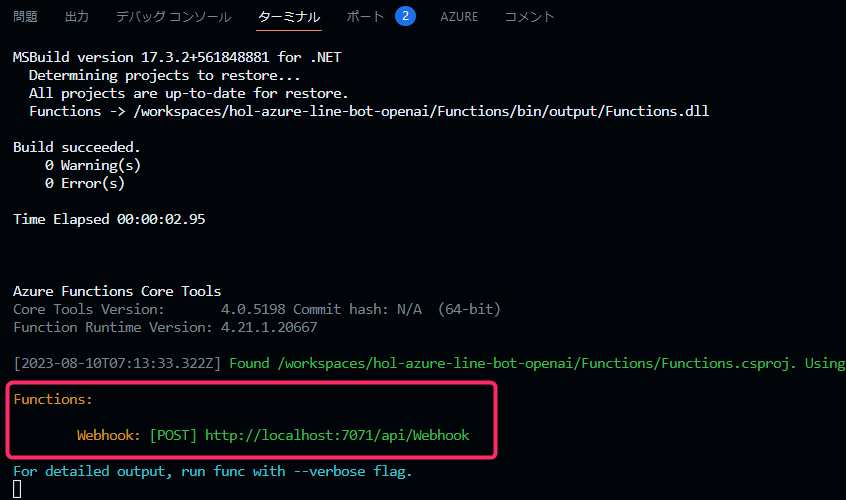 問題 出力 デバッグ コンソール ターミナル ポート 2 AZURE コメント
MSBuild version 17.3.2+561848881 for .NET
Determining projects to restore...
All projects are up-to-date for restore.
Functions -> /workspaces/hol-azure-line-bot-openai/Functions/bin/output/Functions.dll
Build succeeded.
0 Warning(s)
0 Error(s)
Time Elapsed 00:00:02.95
Azure Functions Core Tools
Core Tools Version: 4.0.5198 Commit hash: N/A (64-bit)
Function Runtime Version: 4.21.1.20667
[2023-08-10T07:13:33.322Z] Found /workspaces/hol-azure-line-bot-openai/Functions/Functions.csproj. Using
Functions:
Webhook: [POST] http://localhost:7071/api/Webhook
For detailed output, run func with --verbose flag.